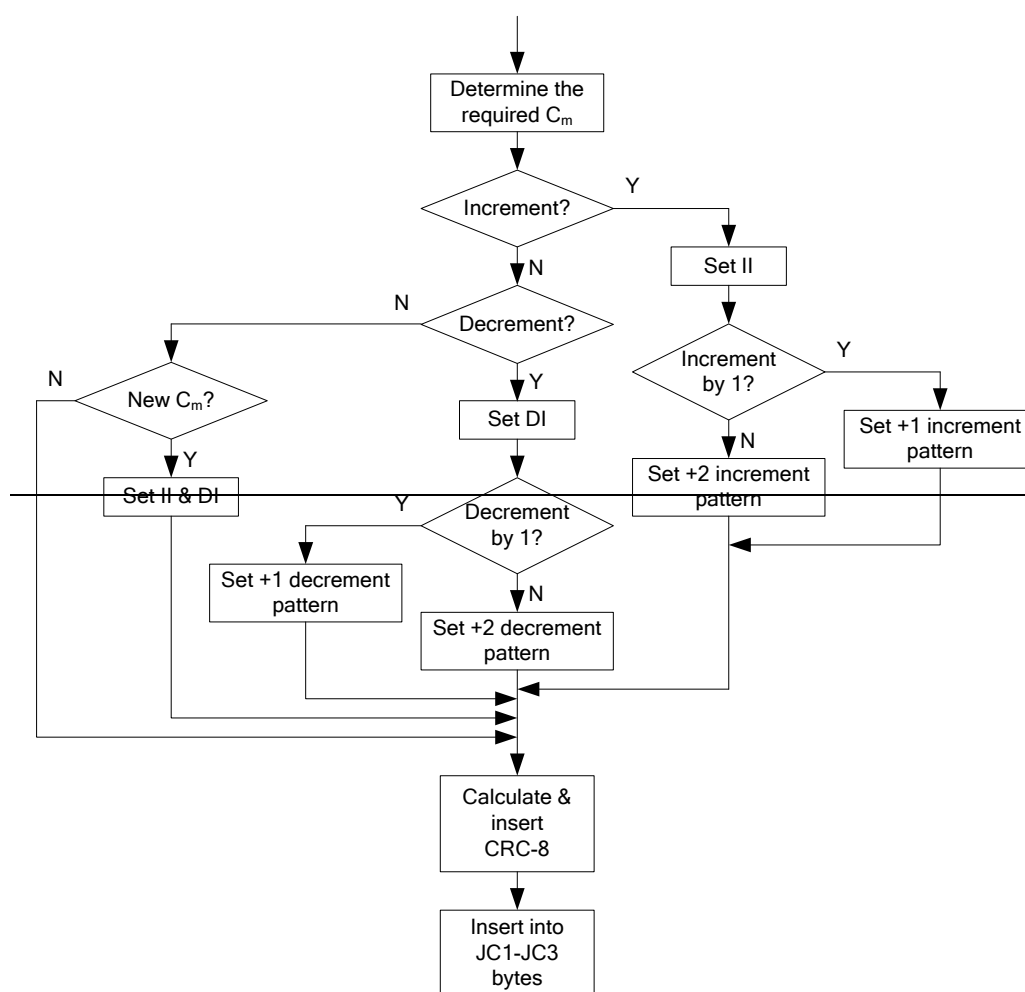 Determine the
required Cm
Y
Increment?
Set II
N
N
Decrement?
Increment
by 1?
Y
N
New Cm?
Y
Set DI
Set +1 increment
pattern
Y
N
Set +2 increment
pattern
Set II & DI
Y
Decrement
by 1?
Set +1 decrement
pattern
N
Set +2 decrement
pattern
Calculate &
insert
CRC-8
Insert into
JC1-JC3
bytes